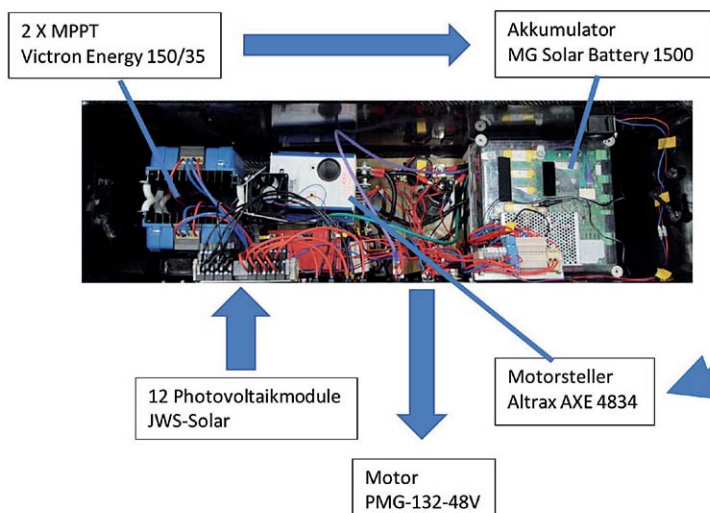 2 X MPPT
Victron Energy 150/35
Akkumulator
MG Solar Battery 1500
12 Photovoltaikmodule
JWS-Solar
Motorsteller
Altrax AXE 4834
Motor
PMG-132-48V